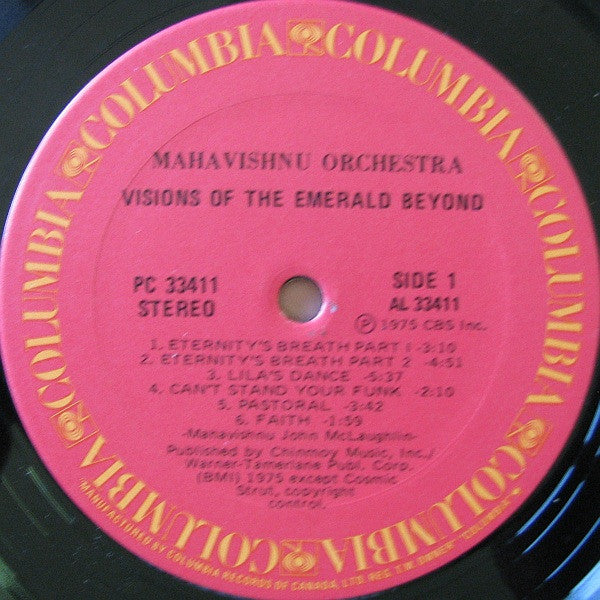 COLUMBIA COLUMBIA COLUMBIA COLUMBIA COLUMBIA COLUMBIA
MAHAVISHNU ORCHESTRA
VISIONS OF THE EMERALD BEYOND
PC 33411
STEREO
SIDE 1
AL 33411
Ⓟ 1975 CBS Inc.
1. ETERNITY'S BREATH PART I -3:10
2. ETERNITY'S BREATH PART 2 -4:51
3. LILA'S DANCE -5:37
4. CAN'T STAND YOUR FUNK -2:10
5. PASTORAL -3:42
6. FAITH -1:59
-Mahavishnu John McLaughlin-
Published by Chinmoy Music, Inc./
Warner-Tamerlane Publ. Corp.
(BMI) 1975 except Cosmic
Strut, copyright
control.
MANUFACTURED BY COLUMBIA RECORDS OF CANADA, LTD. REG. T.M. OWNER "COLUMBIA"